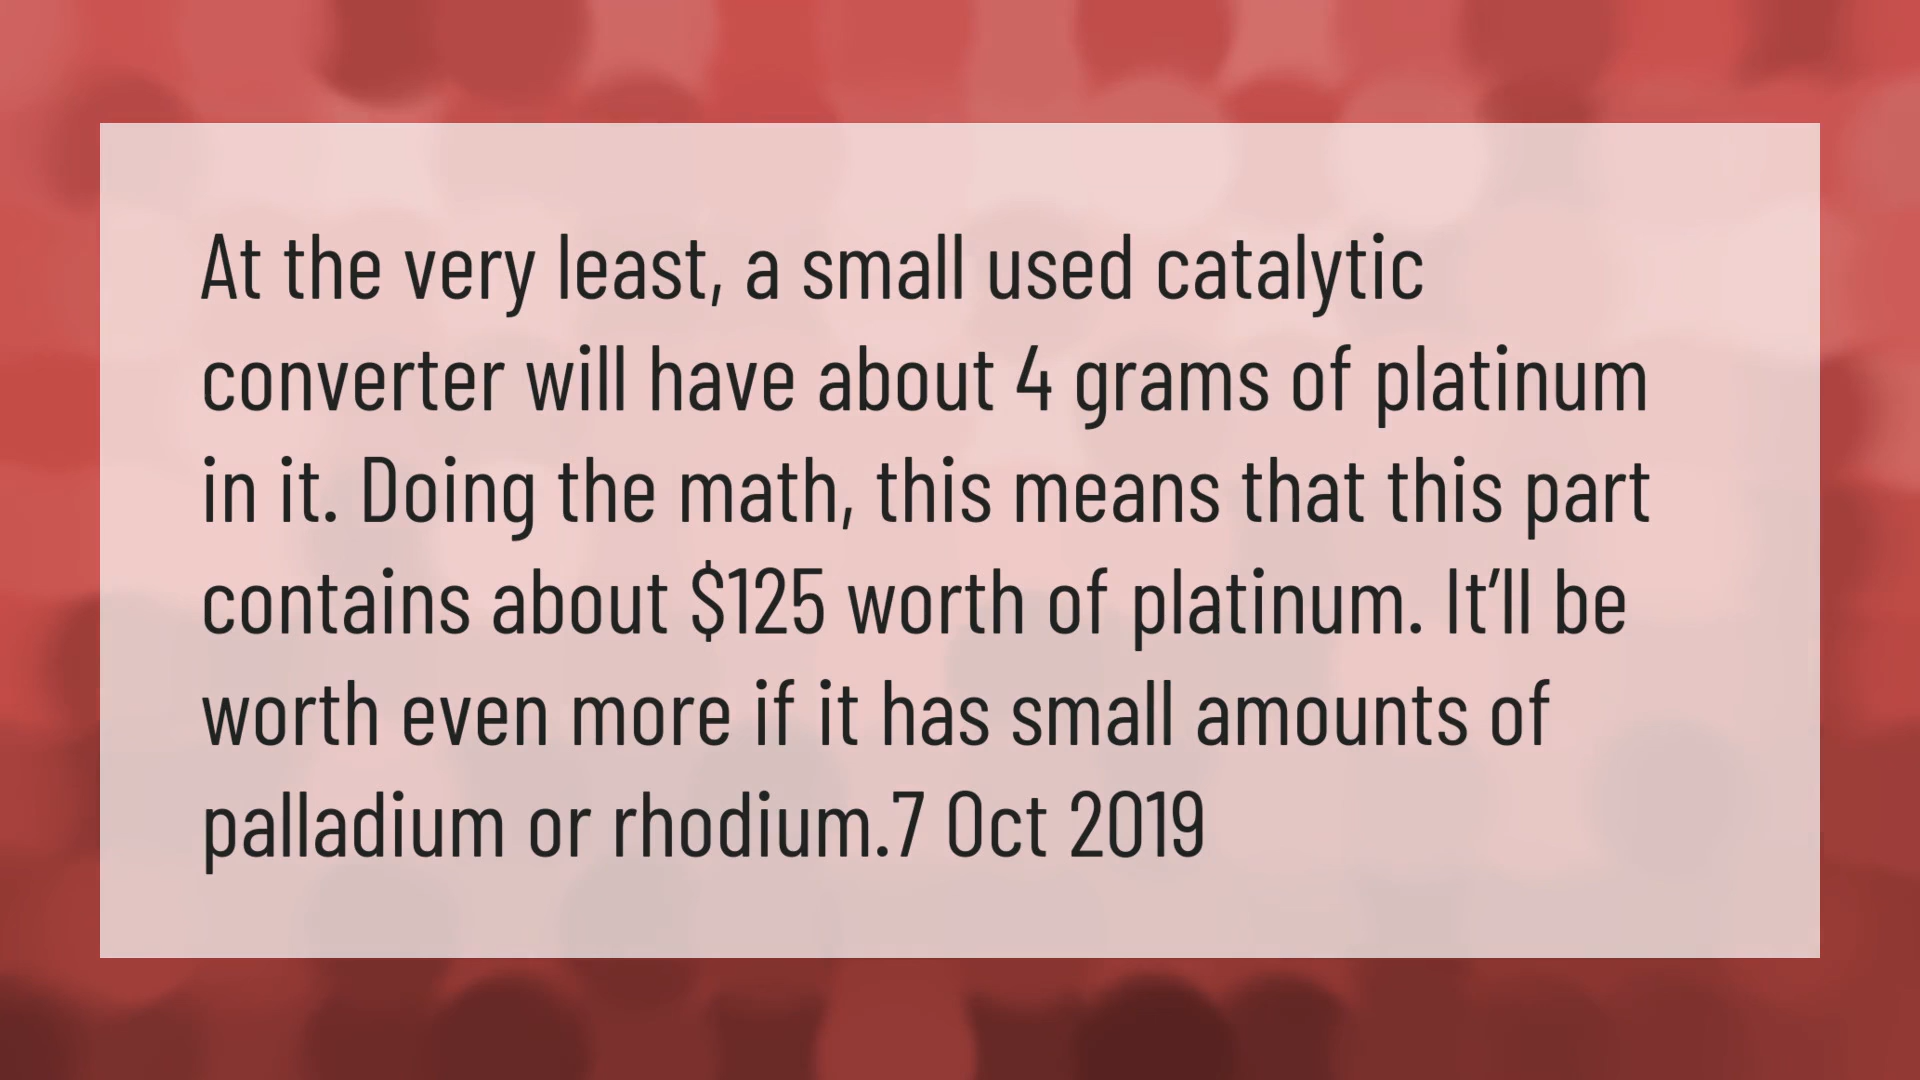 At the very least, a small used catalytic
converter will have about 4 grams of platinum
in it. Doing the math, this means that this part
contains about $125 worth of platinum. It’ll be
worth even more if it has small amounts of
palladium or rhodium.7 Oct 2019